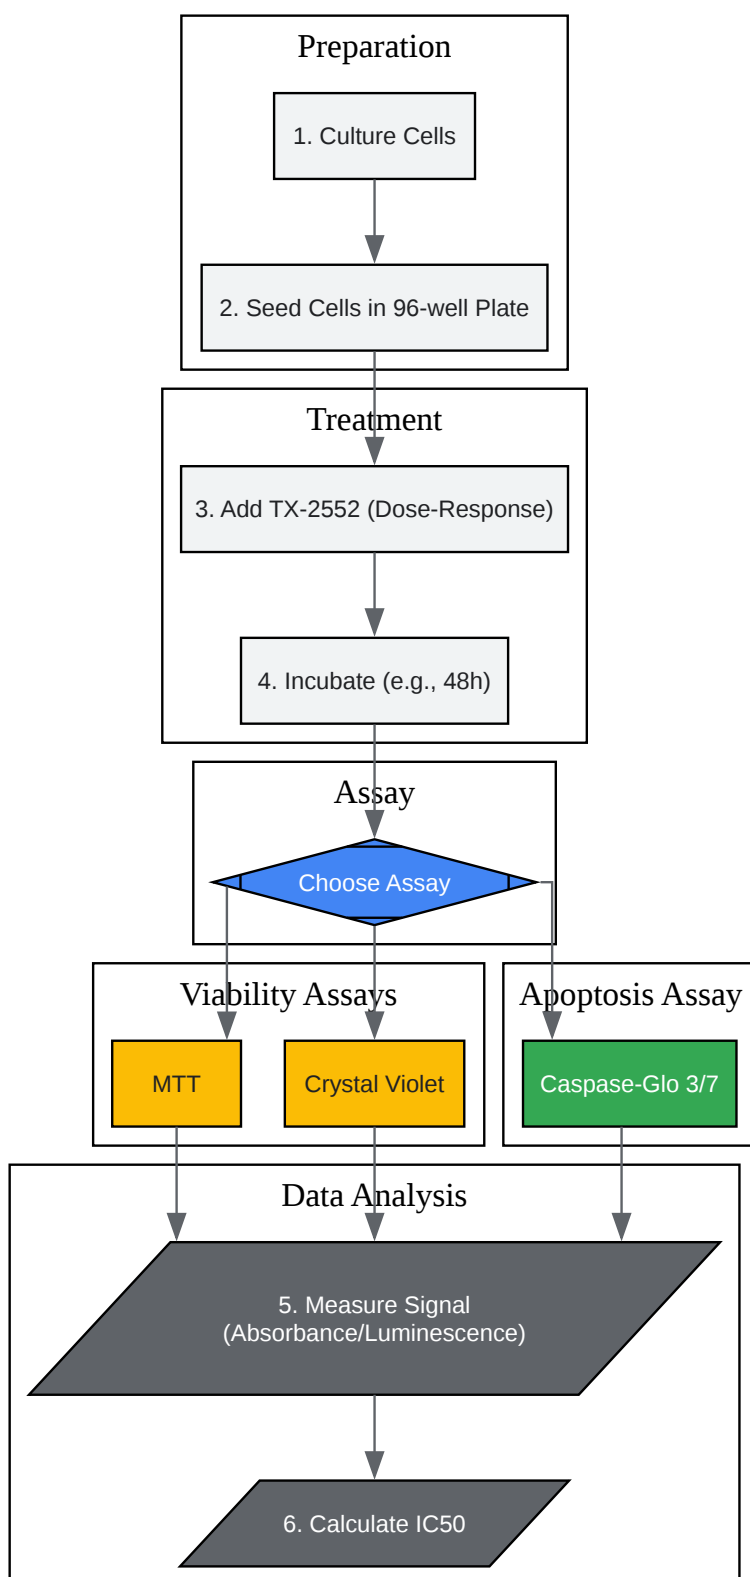 Preparation
1. Culture Cells
2. Seed Cells in 96-well Plate
Treatment
3. Add TX-2552 (Dose-Response)
4. Incubate (e.g., 48h)
Assay
Choose Assay
Viability Assays
Apoptosis Assay
MTT
Crystal Violet
Caspase-Glo 3/7
Data Analysis
5. Measure Signal
(Absorbance/Luminescence)
6. Calculate IC50